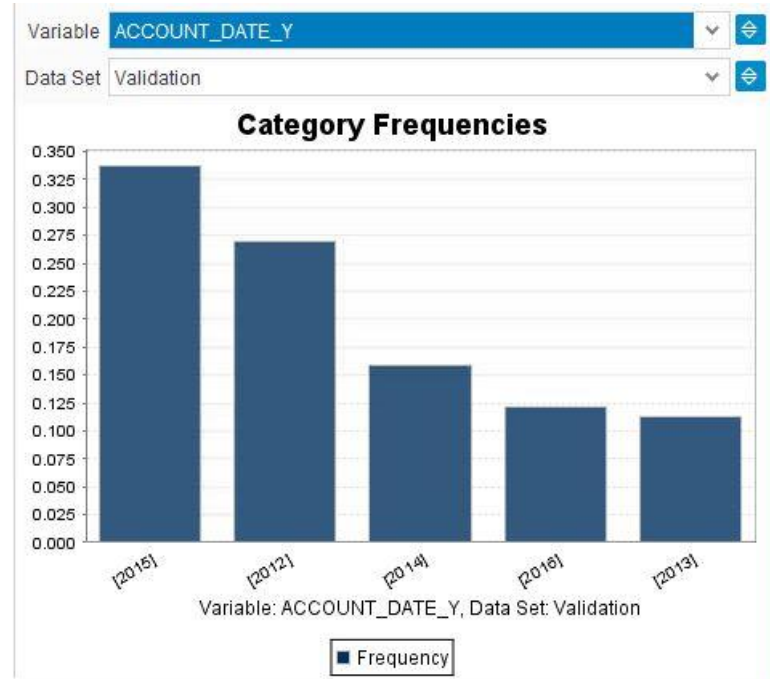 Variable ACCOUNT_DATE_Y
Data Set Validation
Category Frequencies
0.350
0.325
0.300
0.275
0.250
0.225
0.200
0.175
0.150
0.125
0.100
0.075
0.050
0.025
0.000
[2015] [2012] [2014] [2016] [2013]
Variable: ACCOUNT_DATE_Y, Data Set: Validation
Frequency